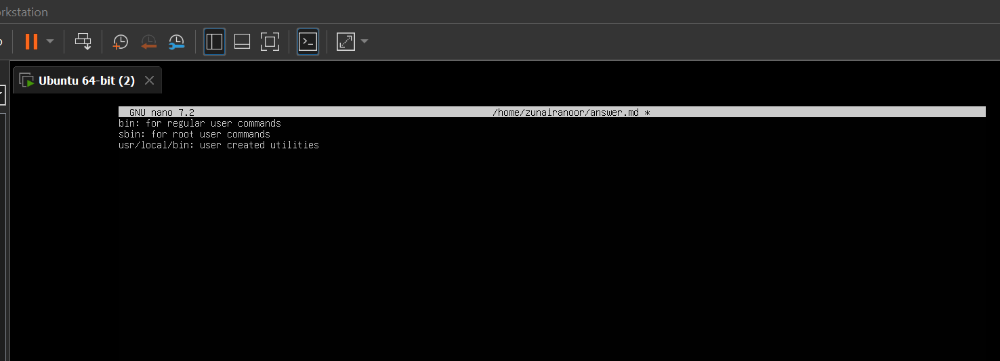 rkstation
Ubuntu 64-bit (2)
GNU nano 7.2 /home/zunairanoor/answer.md *
bin: for regular user commands
sbin: for root user commands
usr/local/bin: user created utilities